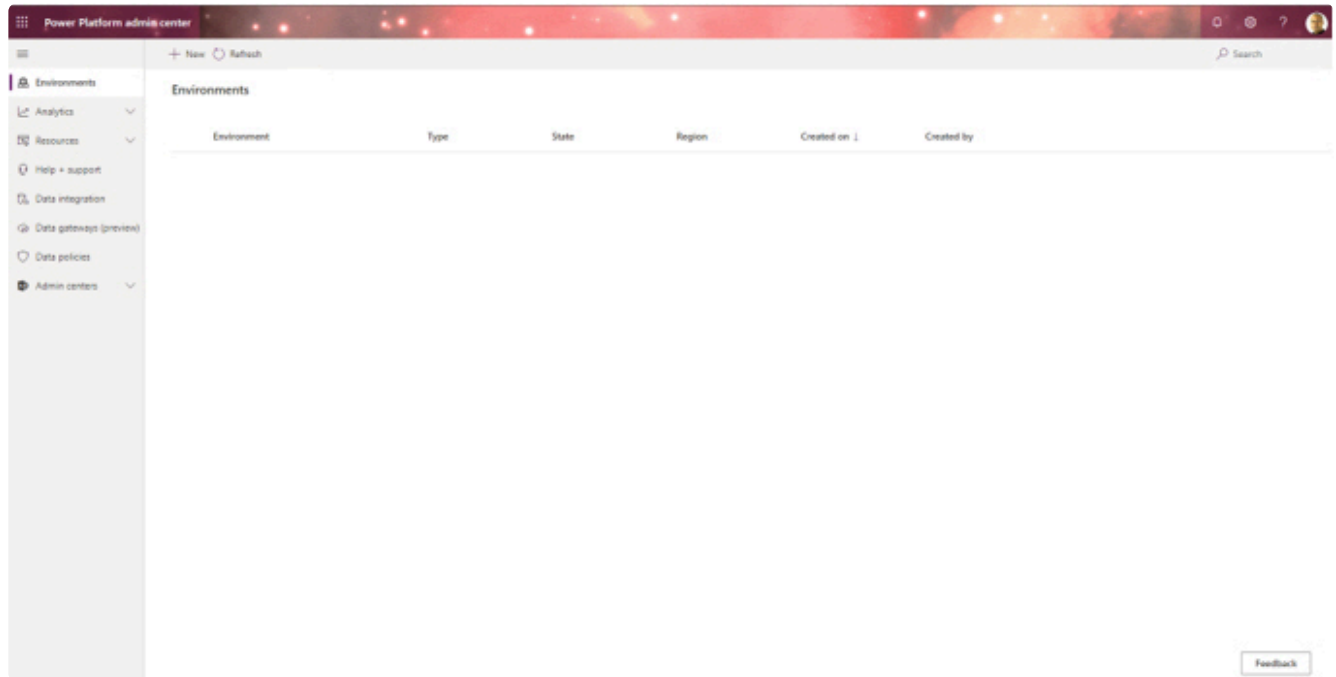 Power Platform admin center
?
New Refresh Search
Environments
Analytics
Resources
Help + support
Data integration
Data gateways (preview)
Data policies
Admin centers
Environments
Environment Type State Region Created on ↓ Created by
Feedback